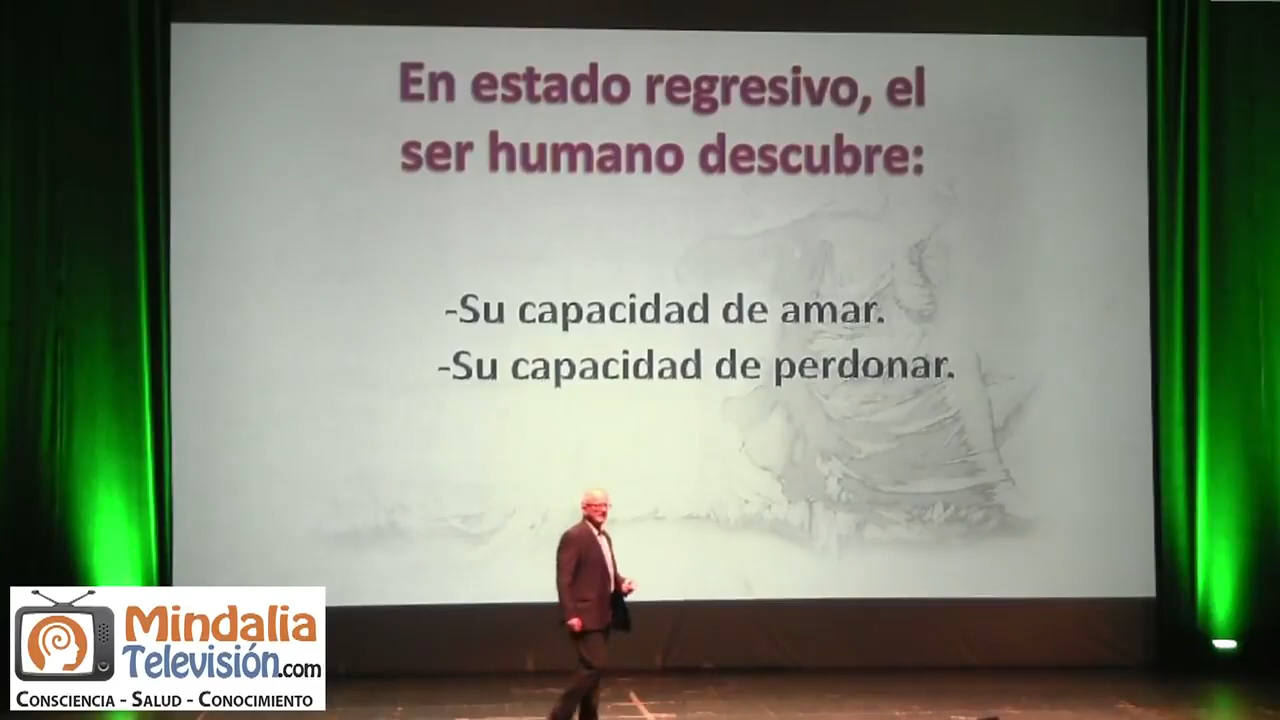 En estado regresivo, el
ser humano descubre:
-Su capacidad de amar.
-Su capacidad de perdonar.
Mindalia
Televisión.com
Consciencia - Salud - Conocimiento